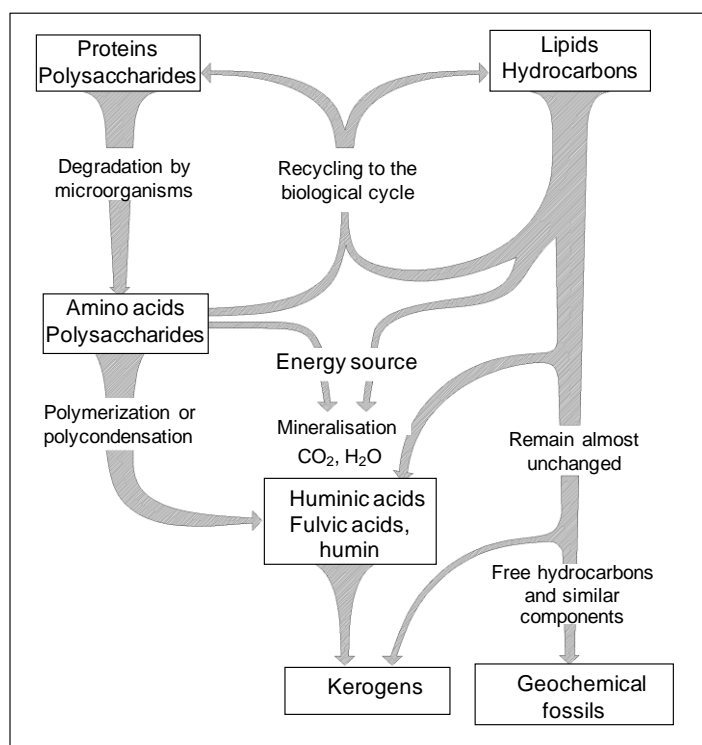 Proteins
Polysaccharides
Lipids
Hydrocarbons
Degradation by
microorganisms
Recycling to the
biological cycle
Amino acids
Polysaccharides
Energy source
Polymerization or
polycondensation
Mineralisation
CO₂, H₂O
Remain almost
unchanged
Huminic acids
Fulvic acids,
humin
Free hydrocarbons
and similar
components
Kerogens
Geochemical
fossils